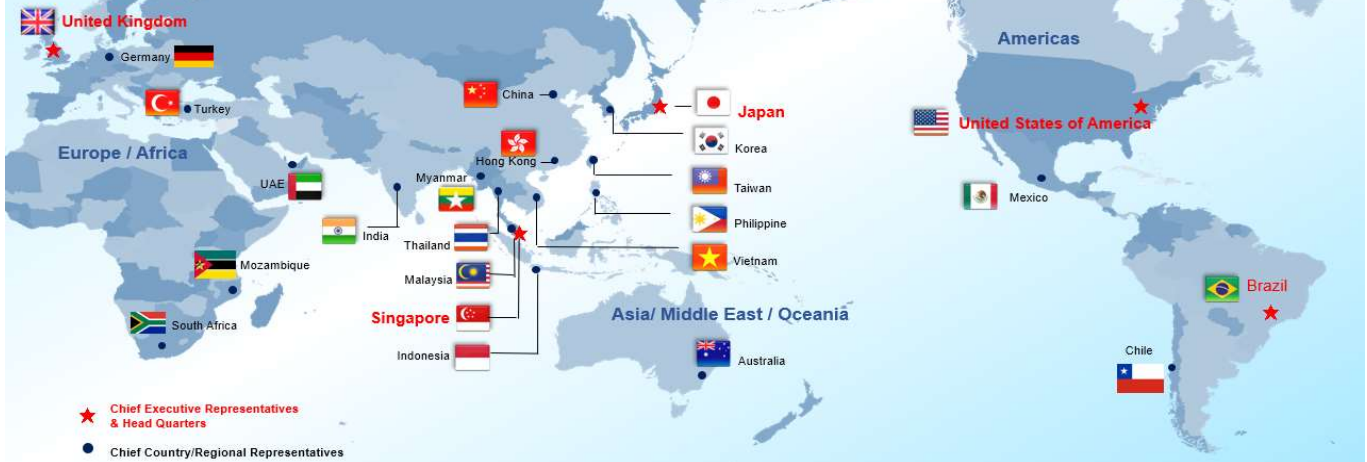 United Kingdom
Germany
Turkey
Europe / Africa
UAE
Mozambique
South Africa
China
Hong Kong
Myanmar
India
Thailand
Malaysia
Singapore
Indonesia
Japan
Korea
Taiwan
Philippine
Vietnam
Asia/ Middle East / Oceania
Australia
Americas
United States of America
Mexico
Brazil
Chile
Chief Executive Representatives
& Head Quarters
Chief Country/Regional Representatives